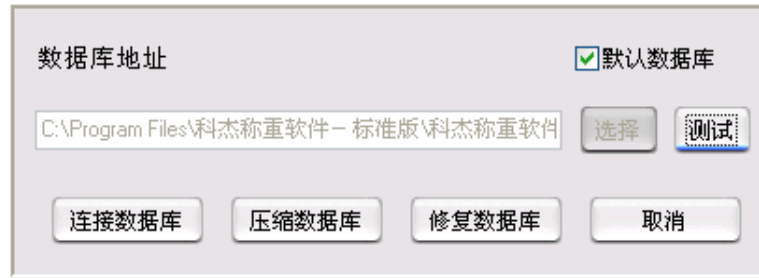 数据库地址 默认数据库
C:\Program Files\科杰称重软件－标准版\科杰称重软件 选择 测试
连接数据库 压缩数据库 修复数据库 取消